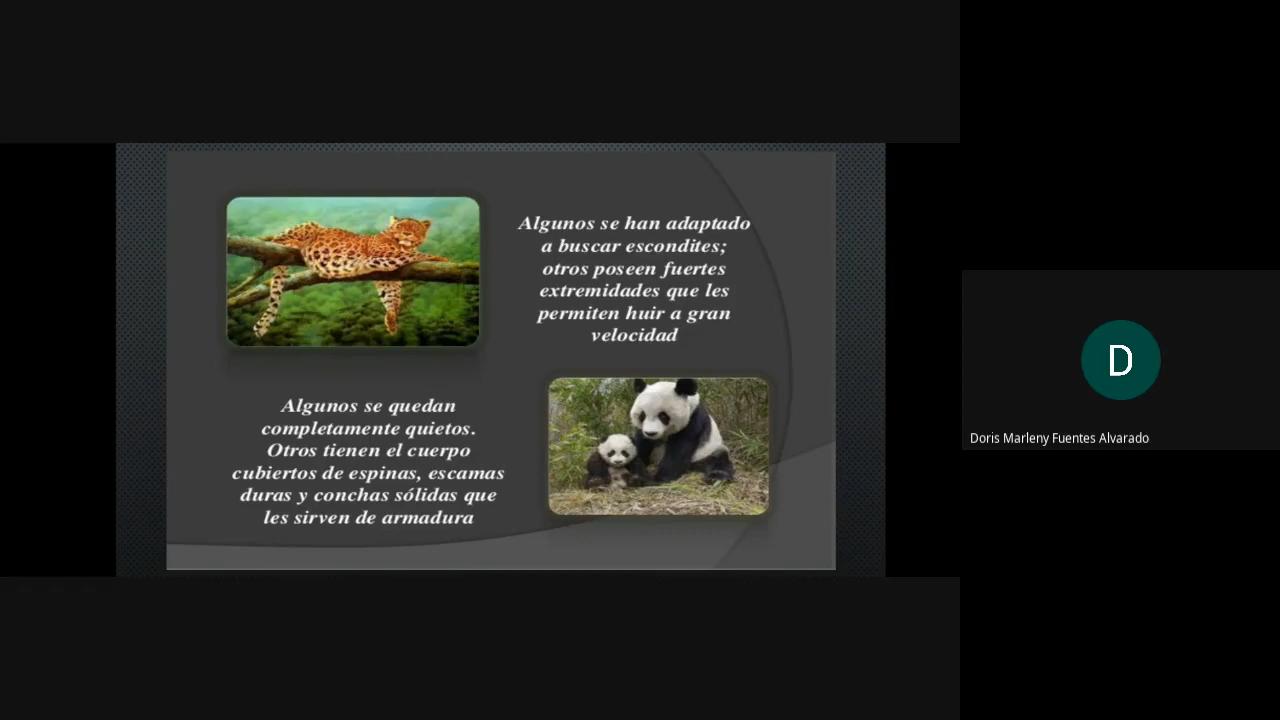 Algunos se han adaptado
a buscar escondites;
otros poseen fuertes
extremidades que les
permiten huir a gran
velocidad
Algunos se quedan
completamente quietos.
Otros tienen el cuerpo
cubiertos de espinas, escamas
duras y conchas sólidas que
les sirven de armadura
D
Doris Marleny Fuentes Alvarado